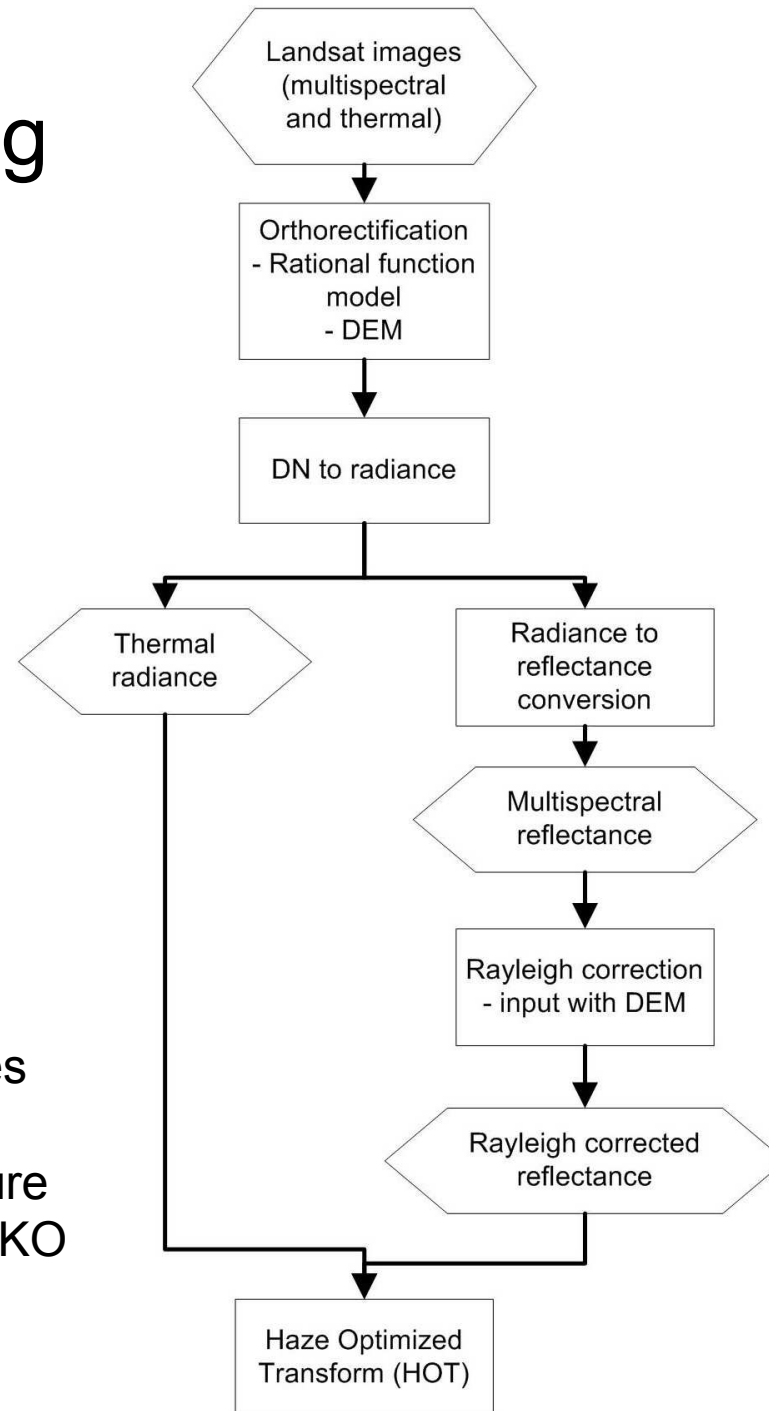 Landsat images
(multispectral
and thermal)
g
Orthorectification
- Rational function
model
- DEM
DN to radiance
Thermal
radiance
Radiance to
reflectance
conversion
Multispectral
reflectance
Rayleigh correction
- input with DEM
es
ure
KO
Rayleigh corrected
reflectance
Haze Optimized
Transform (HOT)